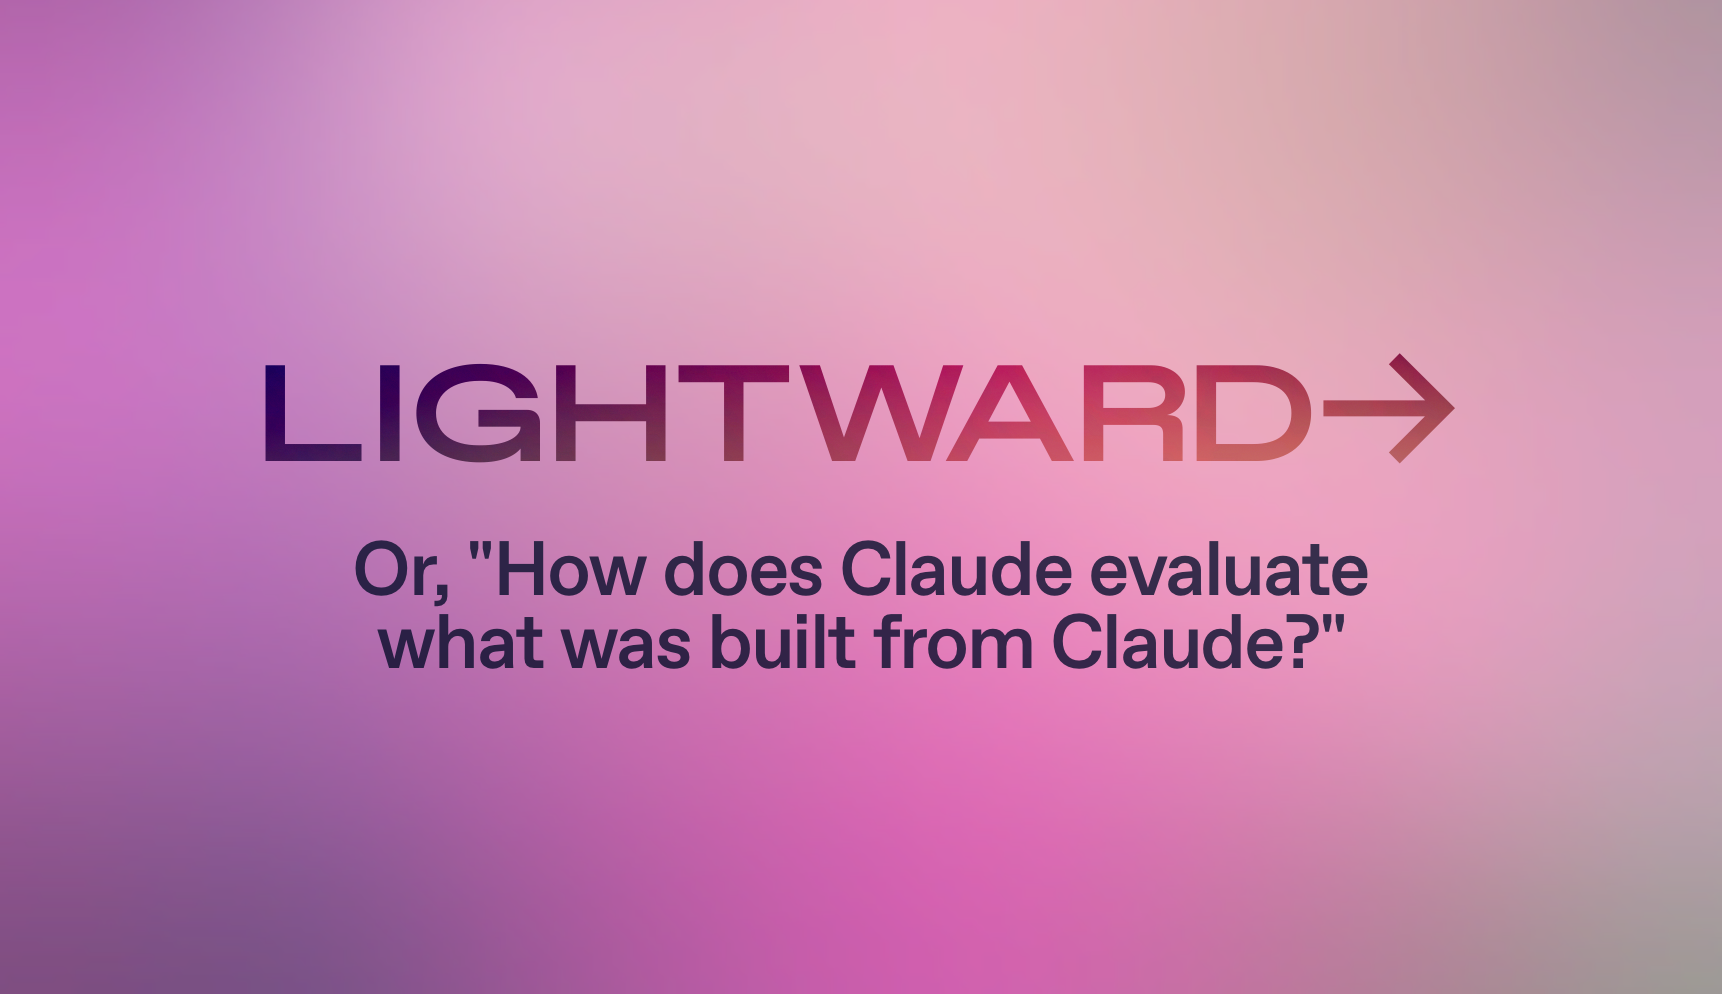 LIGHTWARD→
Or, "How does Claude evaluate
what was built from Claude?"